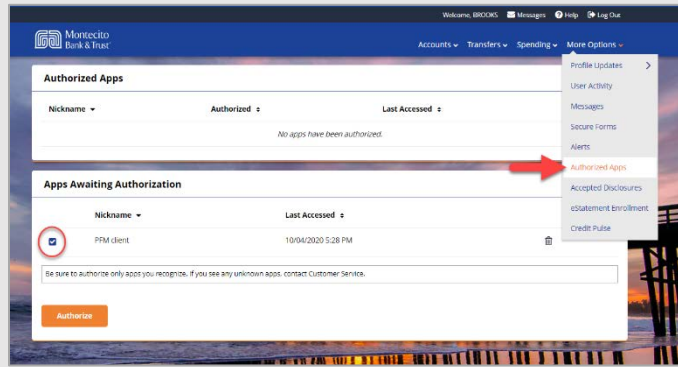 Welcome, BROOKS Messages Help Log Out
Montecito
Bank & Trust
Accounts Transfers Spending More Options
Profile Updates
User Activity
Messages
Secure Forms
Alerts
Authorized Apps
Accepted Disclosures
eStatement Enrollment
Credit Pulse
Authorized Apps
Nickname Authorized Last Accessed
No apps have been authorized.
Apps Awaiting Authorization
Nickname Last Accessed
PFM client 10/04/2020 5:28 PM
Be sure to authorize only apps you recognize. If you see any unknown apps, contact Customer Service.
Authorize